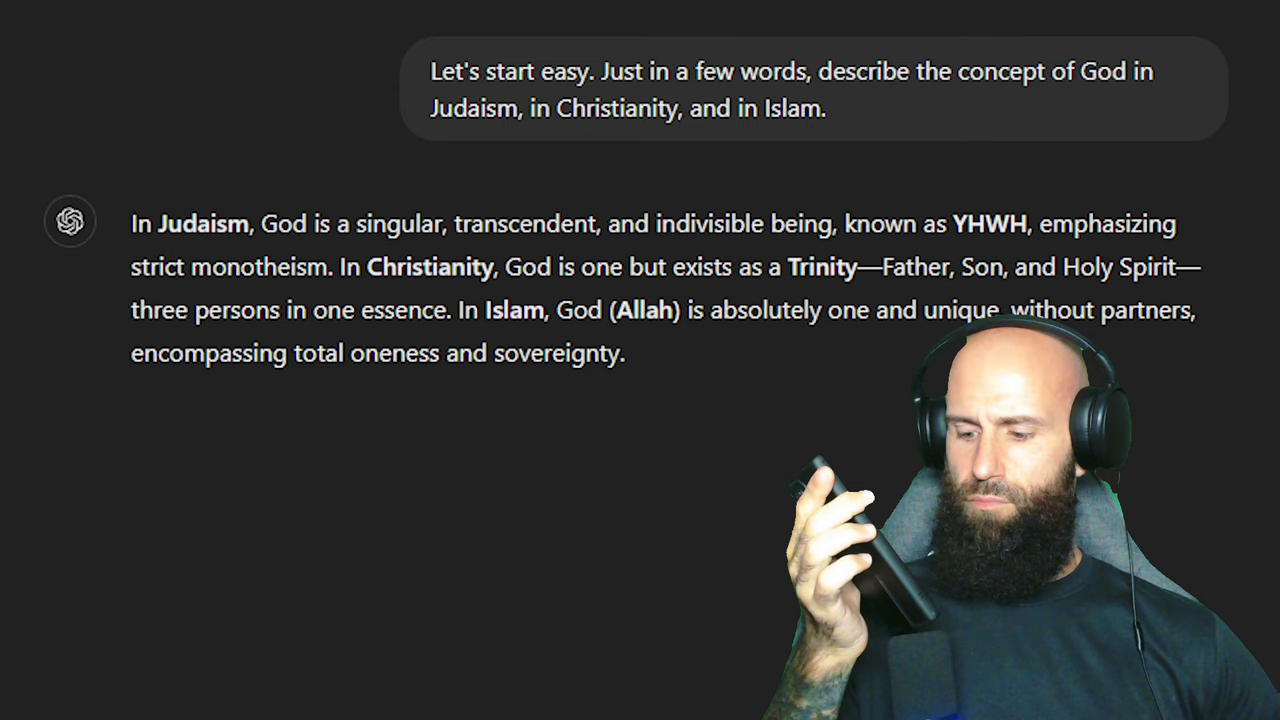 Let's start easy. Just in a few words, describe the concept of God in
Judaism, in Christianity, and in Islam.
In Judaism, God is a singular, transcendent, and indivisible being, known as YHWH, emphasizing
strict monotheism. In Christianity, God is one but exists as a Trinity—Father, Son, and Holy Spirit—
three persons in one essence. In Islam, God (Allah) is absolutely one and unique, without partners,
encompassing total oneness and sovereignty.